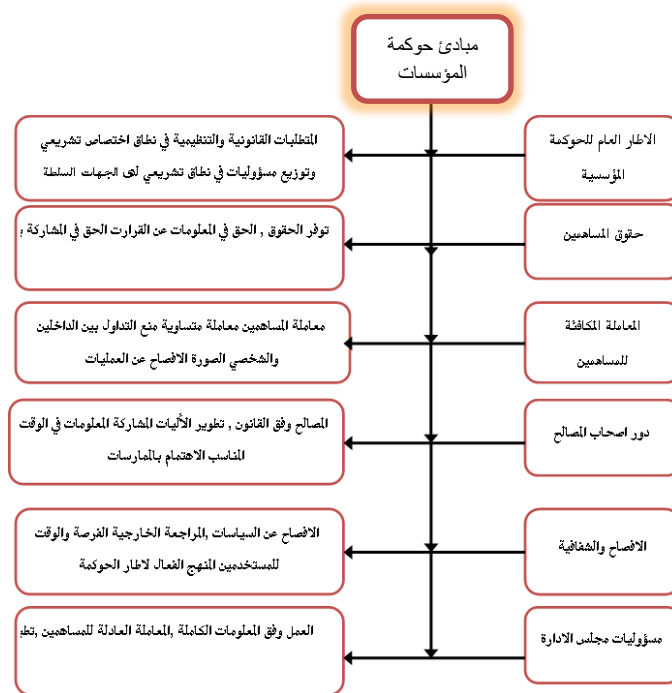 مبادئ حوكمة
المؤسسات
الاطار العام للحوكمة
المؤسسية
المتطلبات القانونية والتنظيمية في نطاق اختصاص تشريعي
وتوزيع مسؤوليات في نطاق تشريعي لدى الجهات السلطة
حقوق المساهمين
توفر الحقوق , الحق في المعلومات عن القرارت الحق في المشاركة
المعاملة المكافئة
للمساهمين
معاملة المساهمين معاملة متساوية منع التداول بين الداخلين
والشخصي الصورة الافصاح عن العمليات
دور اصحاب المصالح
المصالح وفق القانون , تطوير الأليات المشاركة المعلومات في الوقت
المناسب الاهتمام بالممارسات
الافصاح والشفافية
الافصاح عن السياسات ,المراجعة الخارجية الفرصة والوقت
للمستخدمين المنهج الفعال لاطار الحوكمة
مسؤوليات مجلس الادارة
العمل وفق المعلومات الكاملة ,المعاملة العادلة للمساهمين